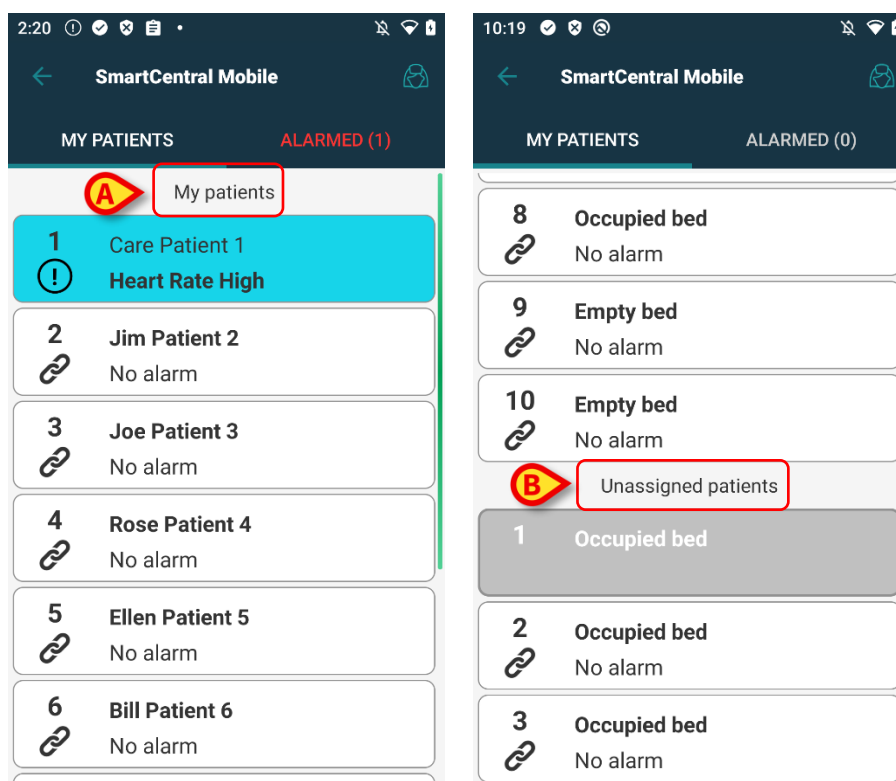 2:20
SmartCentral Mobile
MY PATIENTS
ALARMED (1)
A
My patients
1
Care Patient 1
Heart Rate High
2
Jim Patient 2
No alarm
3
Joe Patient 3
No alarm
4
Rose Patient 4
No alarm
5
Ellen Patient 5
No alarm
6
Bill Patient 6
No alarm
10:19
SmartCentral Mobile
MY PATIENTS
ALARMED (0)
8
Occupied bed
No alarm
9
Empty bed
No alarm
10
Empty bed
No alarm
B
Unassigned patients
1
Occupied bed
2
Occupied bed
No alarm
3
Occupied bed
No alarm